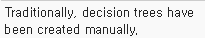 Traditionally, decision trees have
been created manually,